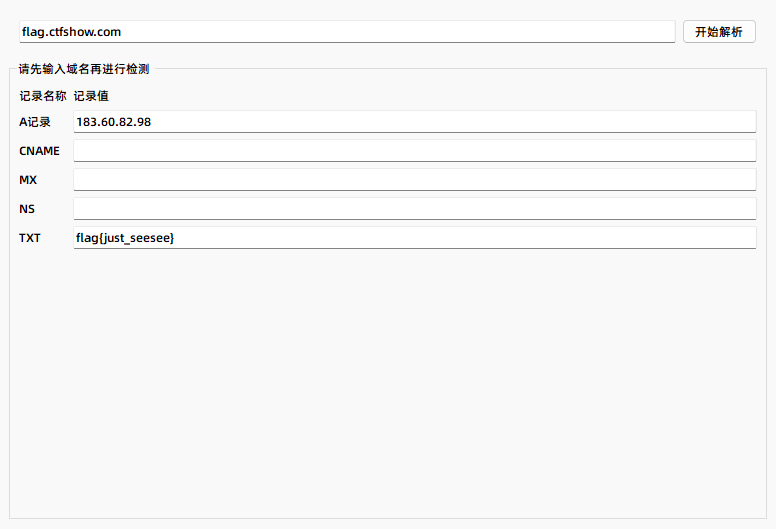 flag.ctfshow.com 开始解析
请先输入域名再进行检测
记录名称 记录值
A记录 183.60.82.98
CNAME
MX
NS
TXT flag{just_seesee}